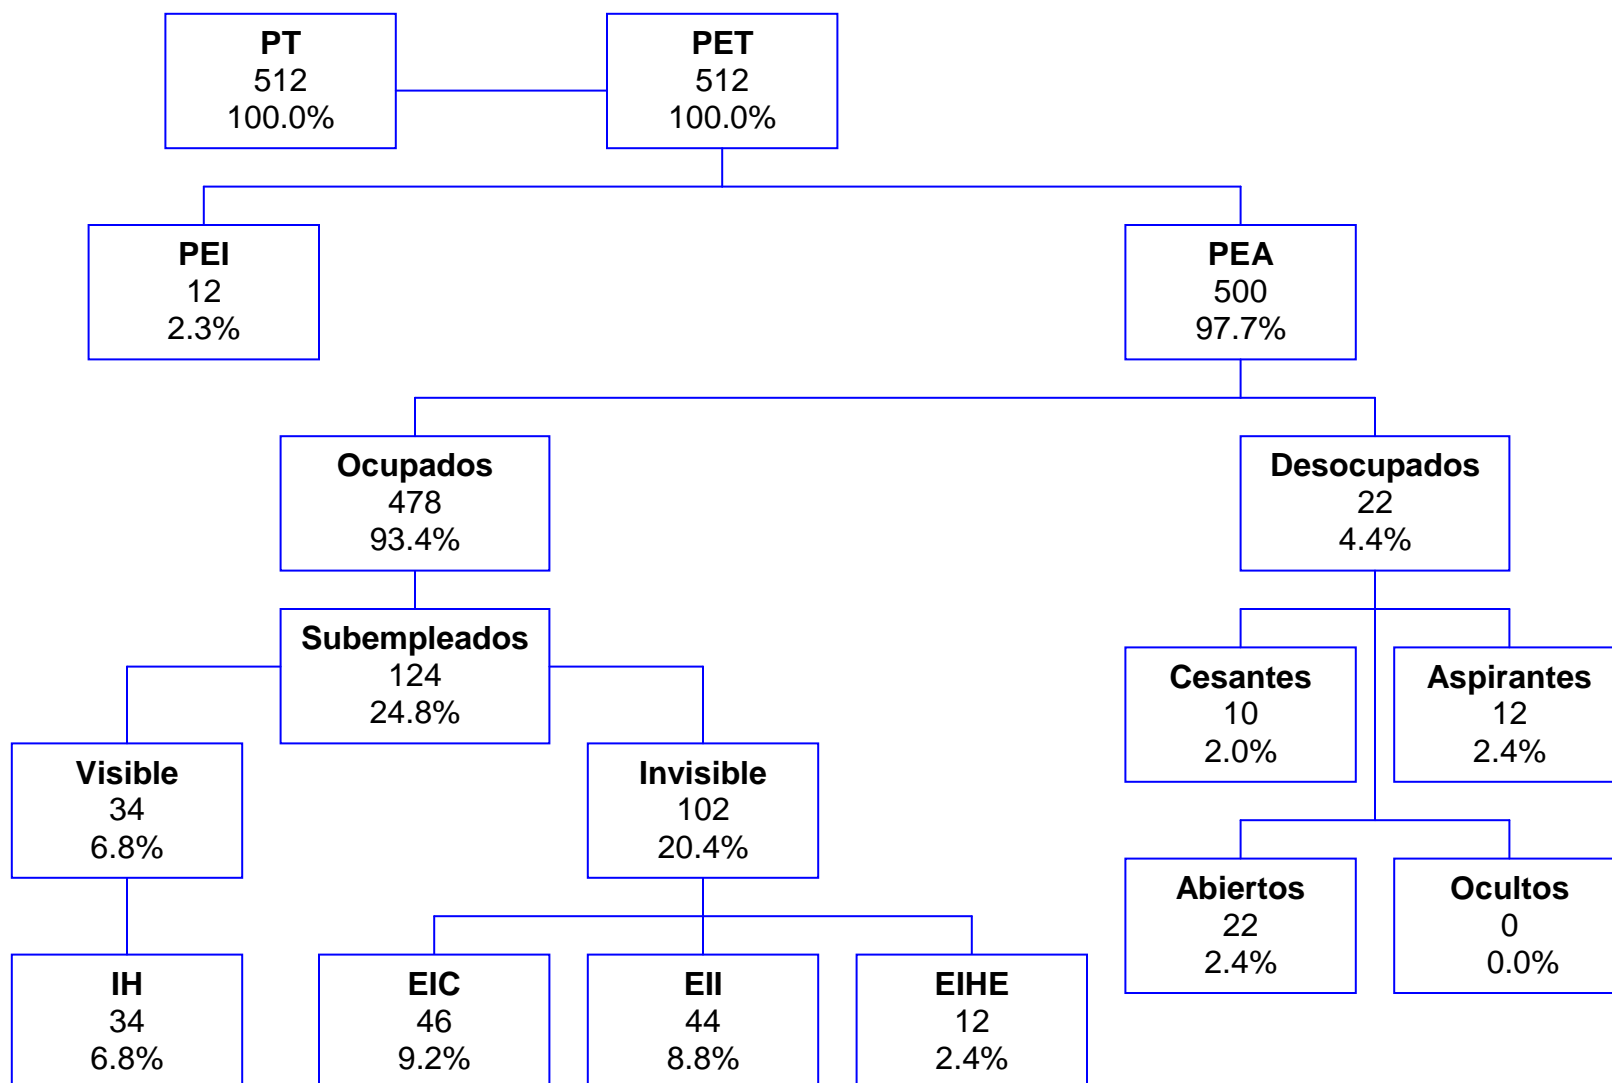 PT
512
100.0%
PET
512
100.0%
PEI
12
2.3%
PEA
500
97.7%
Ocupados
478
93.4%
Desocupados
22
4.4%
Subempleados
124
24.8%
Cesantes
10
2.0%
Aspirantes
12
2.4%
Visible
34
6.8%
Invisible
102
20.4%
Abiertos
22
2.4%
Ocultos
0
0.0%
IH
34
6.8%
EIC
46
9.2%
EII
44
8.8%
EIHE
12
2.4%